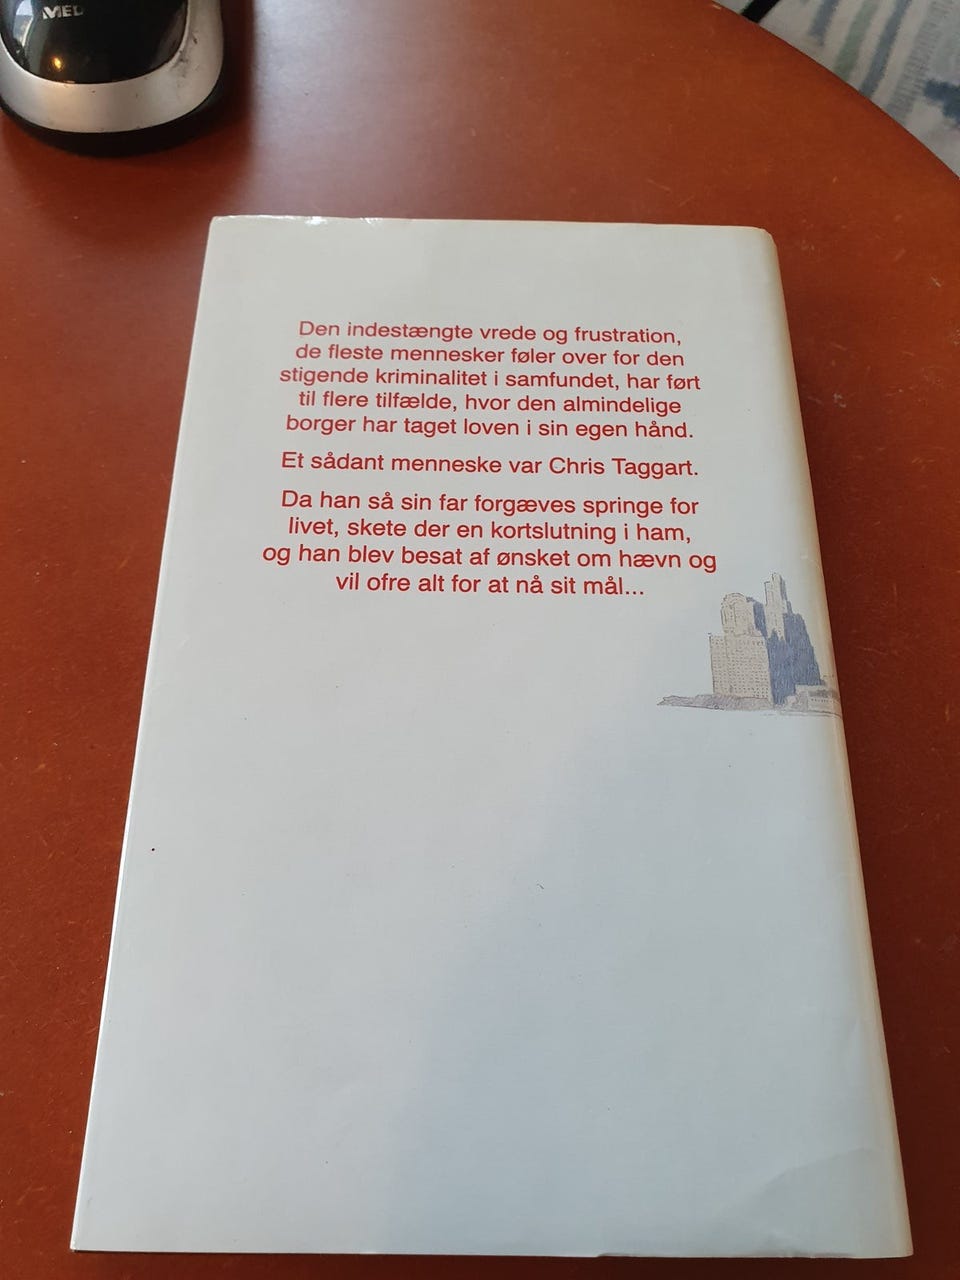 MED
Den indestængte vrede og frustration,
de fleste mennesker føler over for den
stigende kriminalitet i samfundet, har ført
til flere tilfælde, hvor den almindelige
borger har taget loven i sin egen hånd.
Et sådant menneske var Chris Taggart.
Da han så sin far forgæves springe for
livet, skete der en kortslutning i ham,
og han blev besat af ønsket om hævn og
vil ofre alt for at nå sit mål...